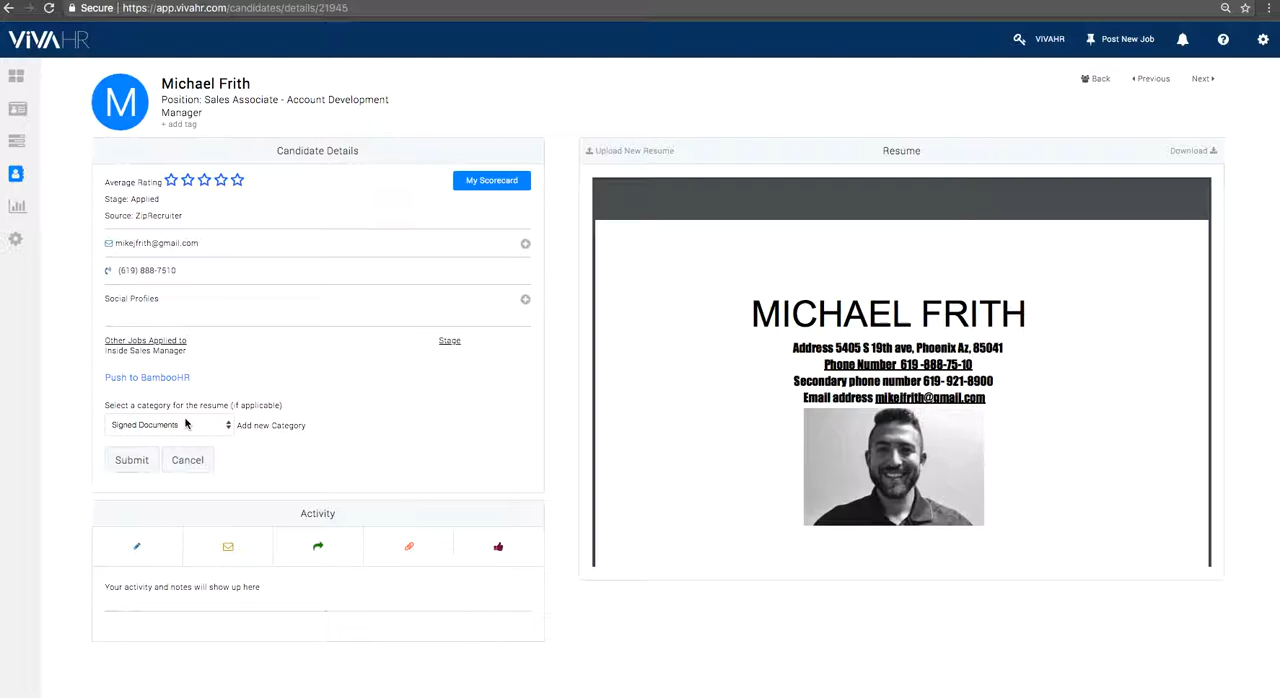 Secure | https://app.vivahr.com/candidates/details/21945
VIVAHR
VIVAHR
Post New Job
Michael Frith
Position: Sales Associate - Account Development
Manager
+ add tag
Back
Previous
Next
Candidate Details
Average Rating
My Scorecard
Stage: Applied
Source: ZipRecruiter
mikejfrith@gmail.com
(619) 888-7510
Social Profiles
Other Jobs Applied to
Stage
Inside Sales Manager
Push to BambooHR
Select a category for the resume (if applicable)
Signed Documents
Add new Category
Submit
Cancel
Activity
Your activity and notes will show up here
Upload New Resume
Resume
Download
M
MICHAEL FRITH
Address 5405 S 19th ave, Phoenix Az, 85041
Phone Number 619 -888-75-10
Secondary phone number 619- 921-8900
Email address mikejfrith@gmail.com